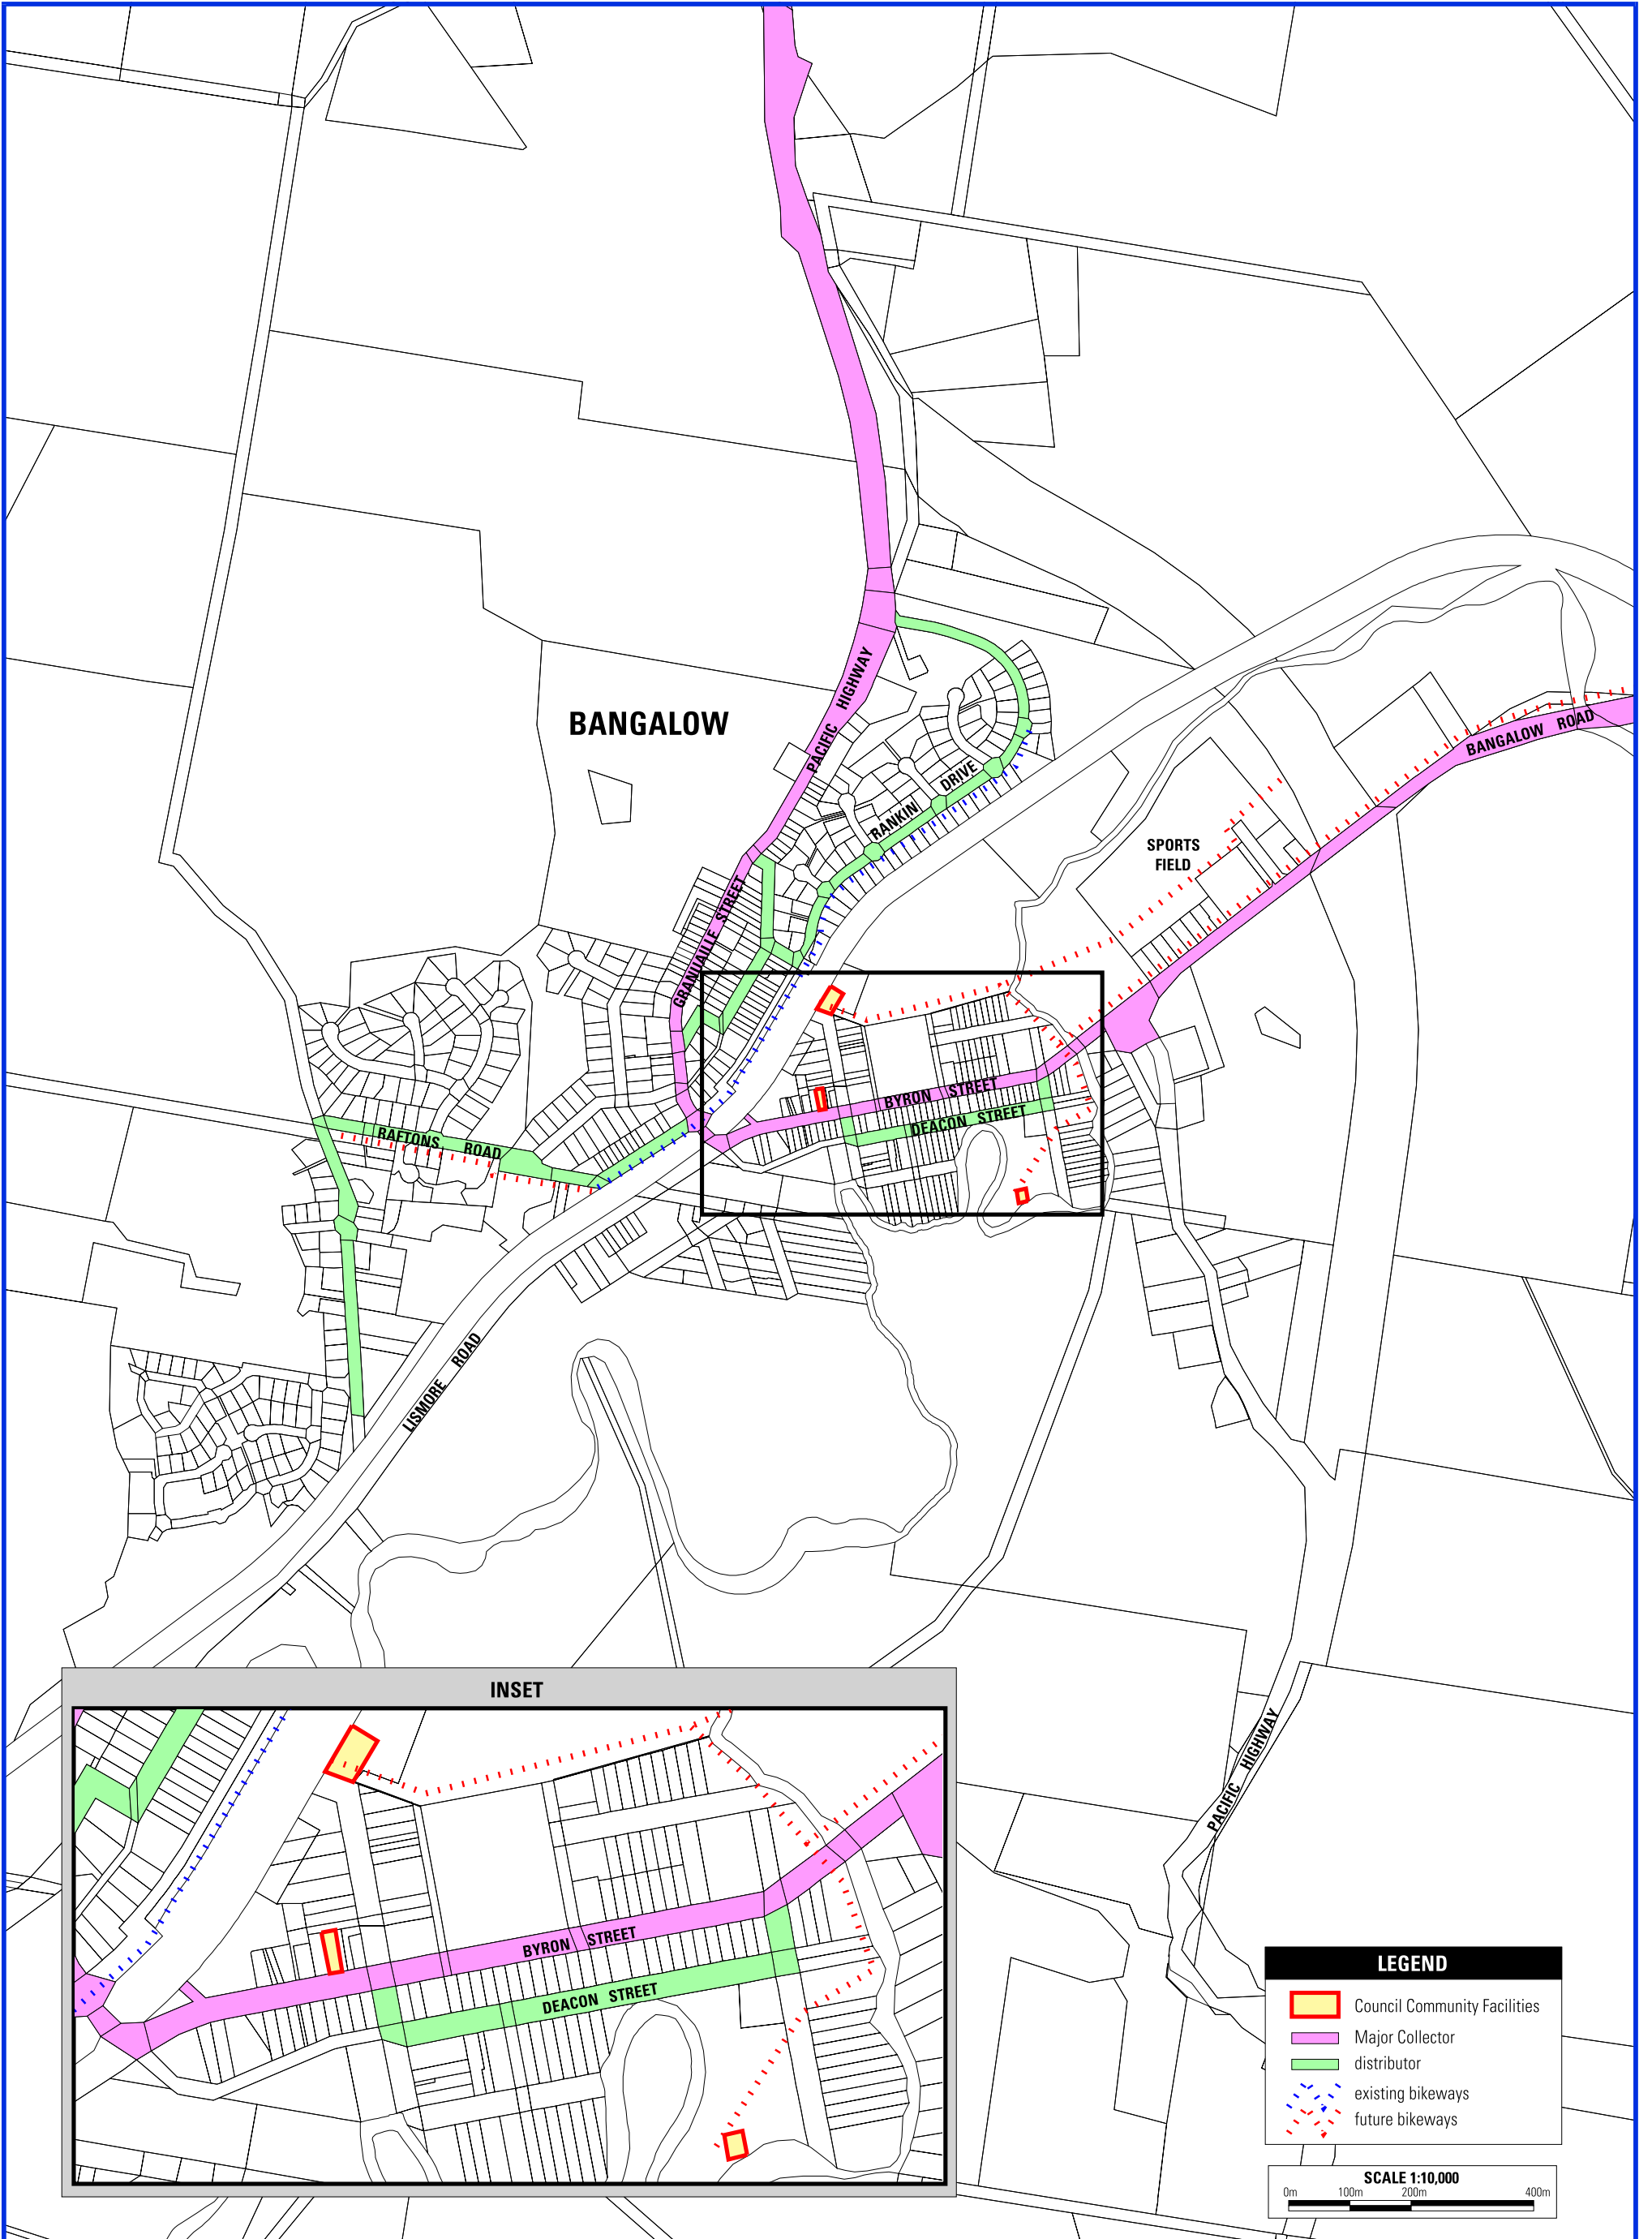 PACIFIC HIGHWAY
BANGALOW
BANGALOW ROAD
RANKIN DRIVE
SPORTS
FIELD
GRANUAILLE STREET
BYRON STREET
DEACON STREET
RAFTONS ROAD
LISMORE ROAD
INSET
BYRON STREET
DEACON STREET
PACIFIC HIGHWAY
LEGEND
Council Community Facilities
Major Collector
distributor
existing bikeways
future bikeways
SCALE 1:10,000
0m 100m 200m 400m